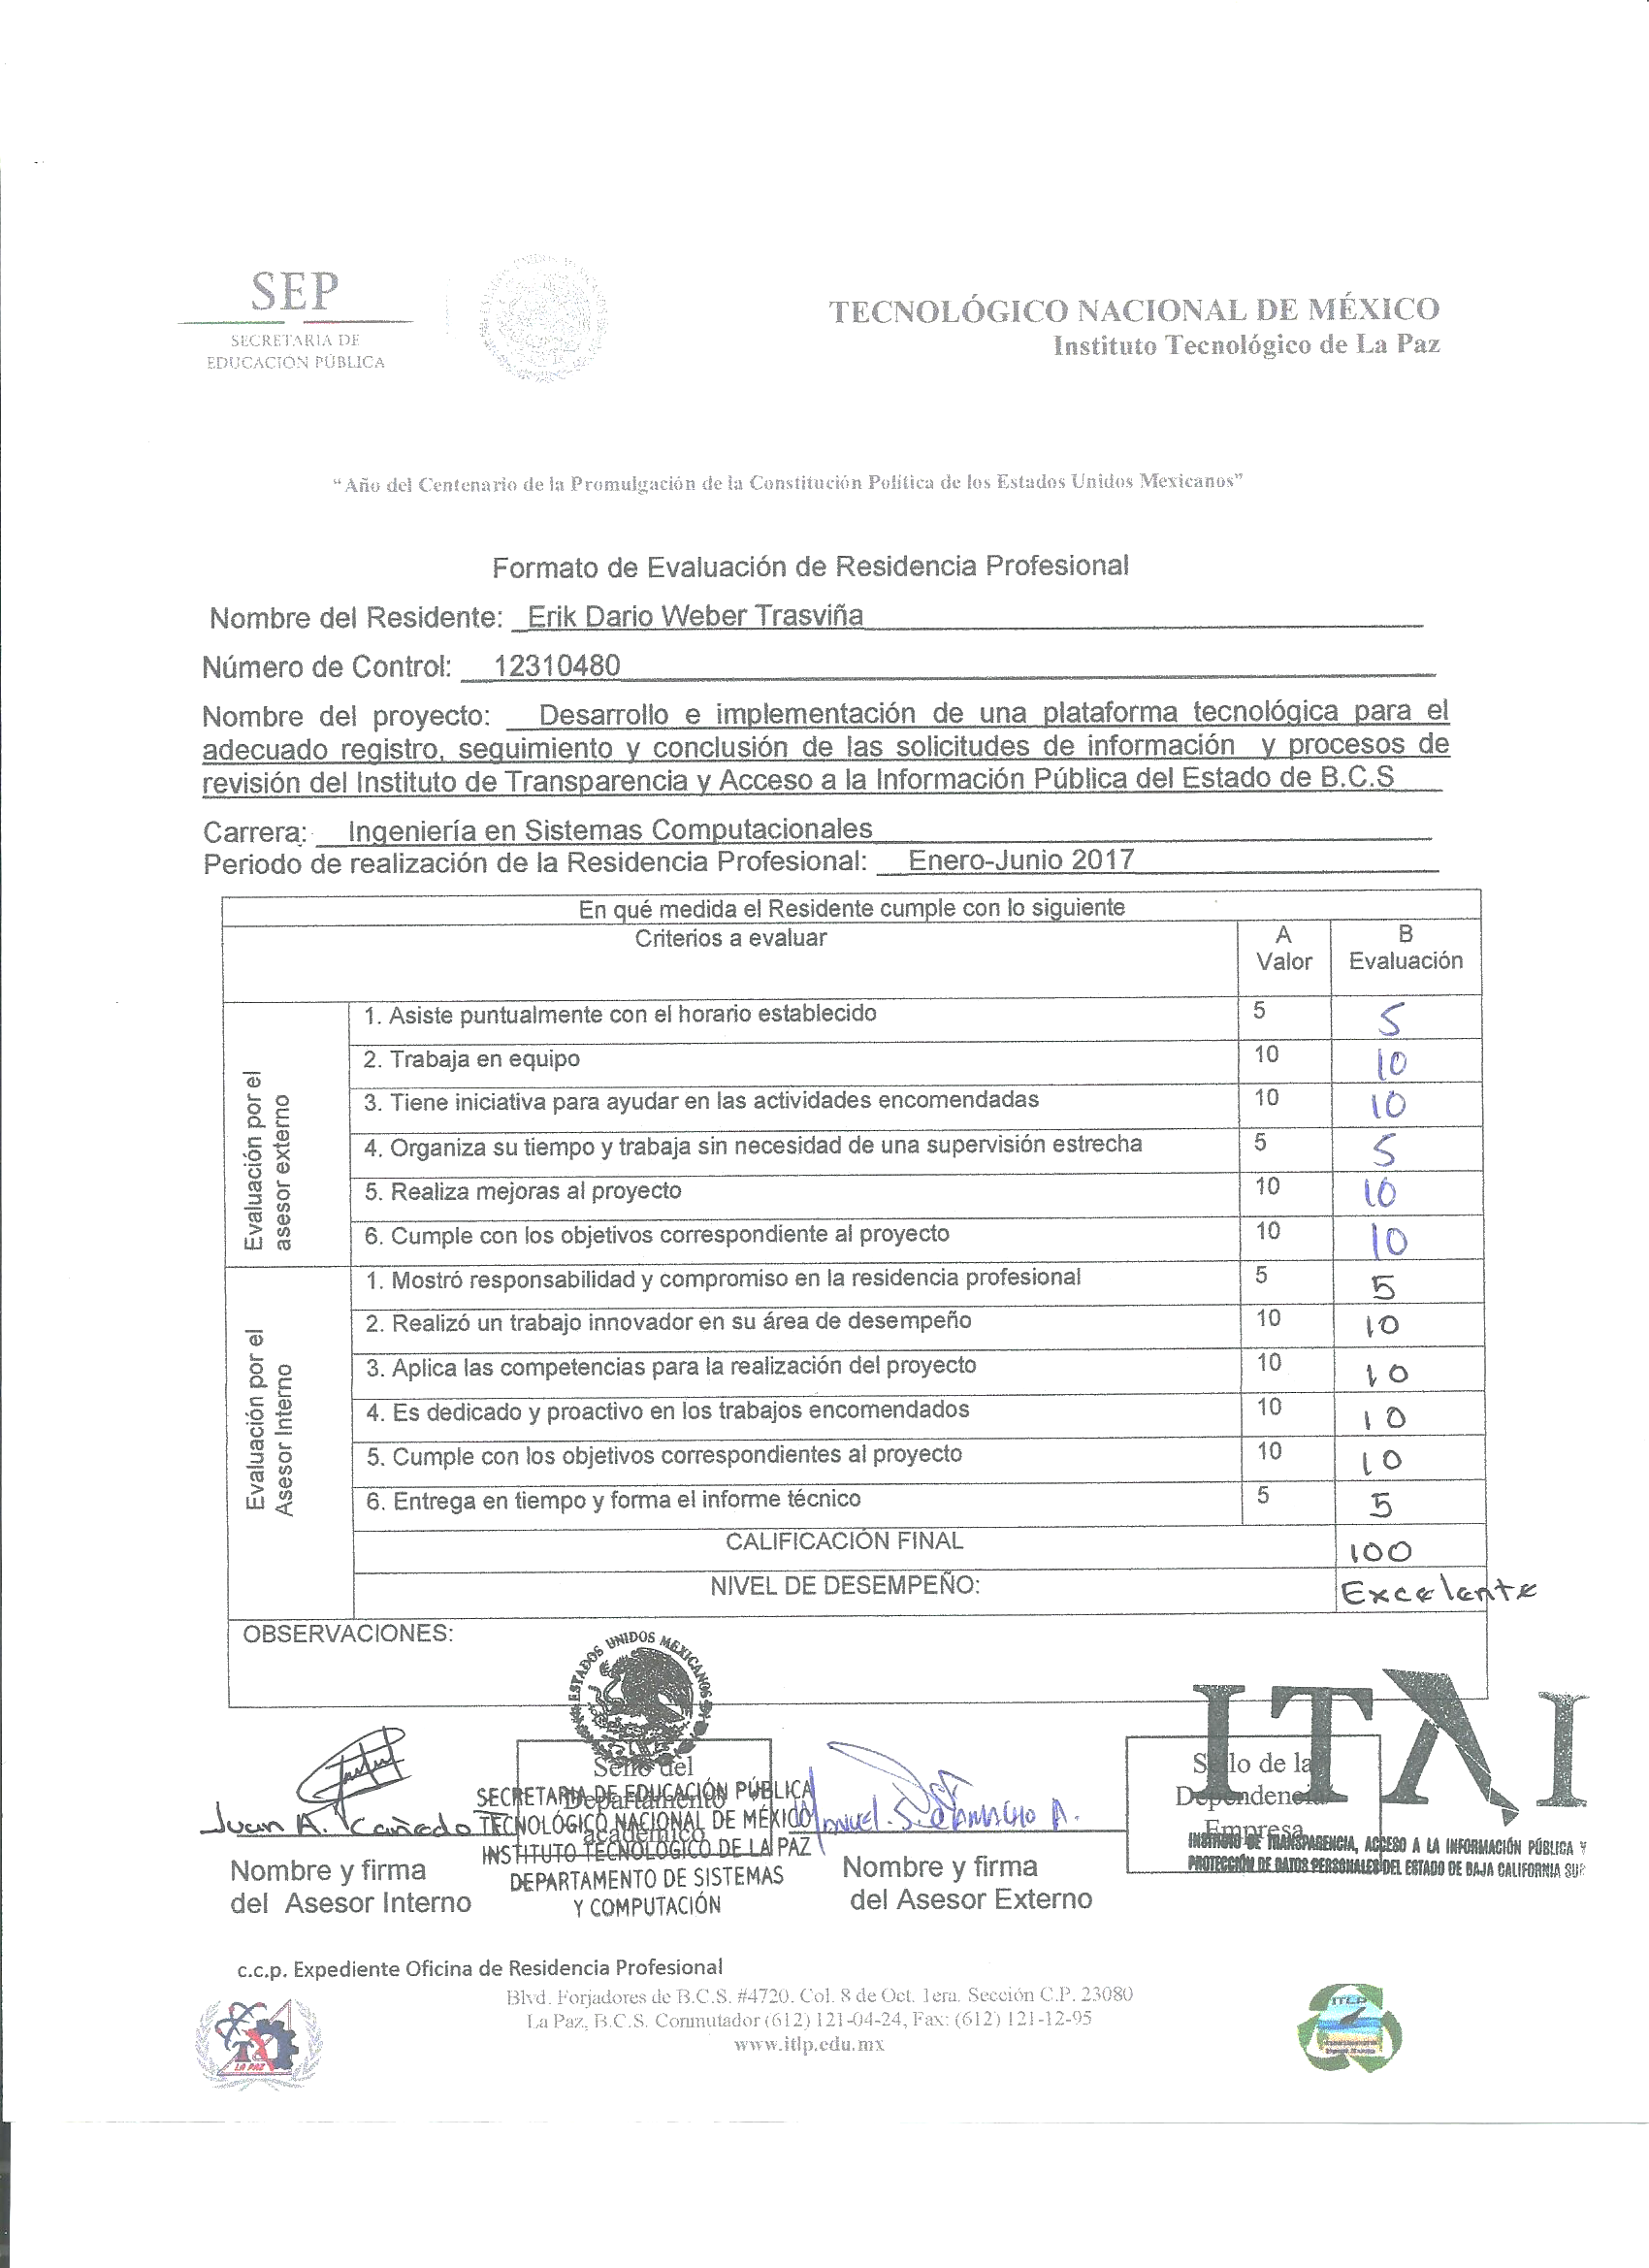 SEP
SECRETARÍA DE
EDUCACIÓN PÚBLICA
TECNOLÓGICO NACIONAL DE MÉXICO
Instituto Tecnológico de La Paz
“Año del Centenario de la Promulgación de la Constitución Política de los Estados Unidos Mexicanos”
Formato de Evaluación de Residencia Profesional
Nombre del Residente: Erik Dario Weber Trasviña
Número de Control: 12310480
Nombre del proyecto: Desarrollo e implementación de una plataforma tecnológica para el
adecuado registro, seguimiento y conclusión de las solicitudes de información y procesos de
revisión del Instituto de Transparencia y Acceso a la Información Pública del Estado de B.C.S
Carrera: Ingeniería en Sistemas Computacionales
Periodo de realización de la Residencia Profesional: Enero-Junio 2017
En qué medida el Residente cumple con lo siguiente
Criterios a evaluar A Valor B Evaluación
Evaluación por el asesor externo
1. Asiste puntualmente con el horario establecido 5 5
2. Trabaja en equipo 10 10
3. Tiene iniciativa para ayudar en las actividades encomendadas 10 10
4. Organiza su tiempo y trabaja sin necesidad de una supervisión estrecha 5 5
5. Realiza mejoras al proyecto 10 10
6. Cumple con los objetivos correspondiente al proyecto 10 10
Evaluación por el Asesor Interno
1. Mostró responsabilidad y compromiso en la residencia profesional 5 5
2. Realizó un trabajo innovador en su área de desempeño 10 10
3. Aplica las competencias para la realización del proyecto 10 10
4. Es dedicado y proactivo en los trabajos encomendados 10 10
5. Cumple con los objetivos correspondientes al proyecto 10 10
6. Entrega en tiempo y forma el informe técnico 5 5
CALIFICACIÓN FINAL 100
NIVEL DE DESEMPEÑO: Excelente
OBSERVACIONES:
ESTADOS UNIDOS MEXICANOS
Sello del
Departamento
académico
SECRETARIA DE EDUCACIÓN PÚBLICA
TECNOLÓGICO NACIONAL DE MÉXICO
INSTITUTO TECNOLOGICO DE LA PAZ
DEPARTAMENTO DE SISTEMAS
Y COMPUTACIÓN
Juan A. Cañedo
Nombre y firma
del Asesor Interno
Manuel S. Camacho A.
Nombre y firma
del Asesor Externo
ITAI
Sello de la
Dependencia
Empresa
INSTITUTO DE TRANSPARENCIA, ACCESO A LA INFORMACIÓN PÚBLICA Y
PROTECCIÓN DE DATOS PERSONALES DEL ESTADO DE BAJA CALIFORNIA SUR
c.c.p. Expediente Oficina de Residencia Profesional
Blvd. Forjadores de B.C.S. #4720. Col. 8 de Oct. 1era. Sección C.P. 23080
La Paz, B.C.S. Conmutador (612) 121-04-24, Fax: (612) 121-12-95
www.itlp.edu.mx
LA PAZ
ITLP